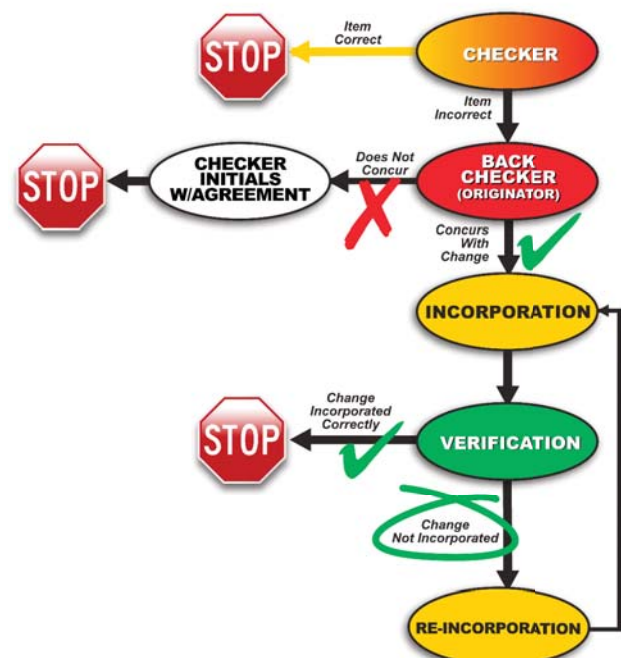 STOP
Item
Correct
CHECKER
Item
Incorrect
STOP
CHECKER
INITIALS
W/AGREEMENT
Does Not
Concur
BACK
CHECKER
(ORIGINATOR)
Concurs
With
Change
INCORPORATION
STOP
Change
Incorporated
Correctly
VERIFICATION
Change
Not Incorporated
RE-INCORPORATION